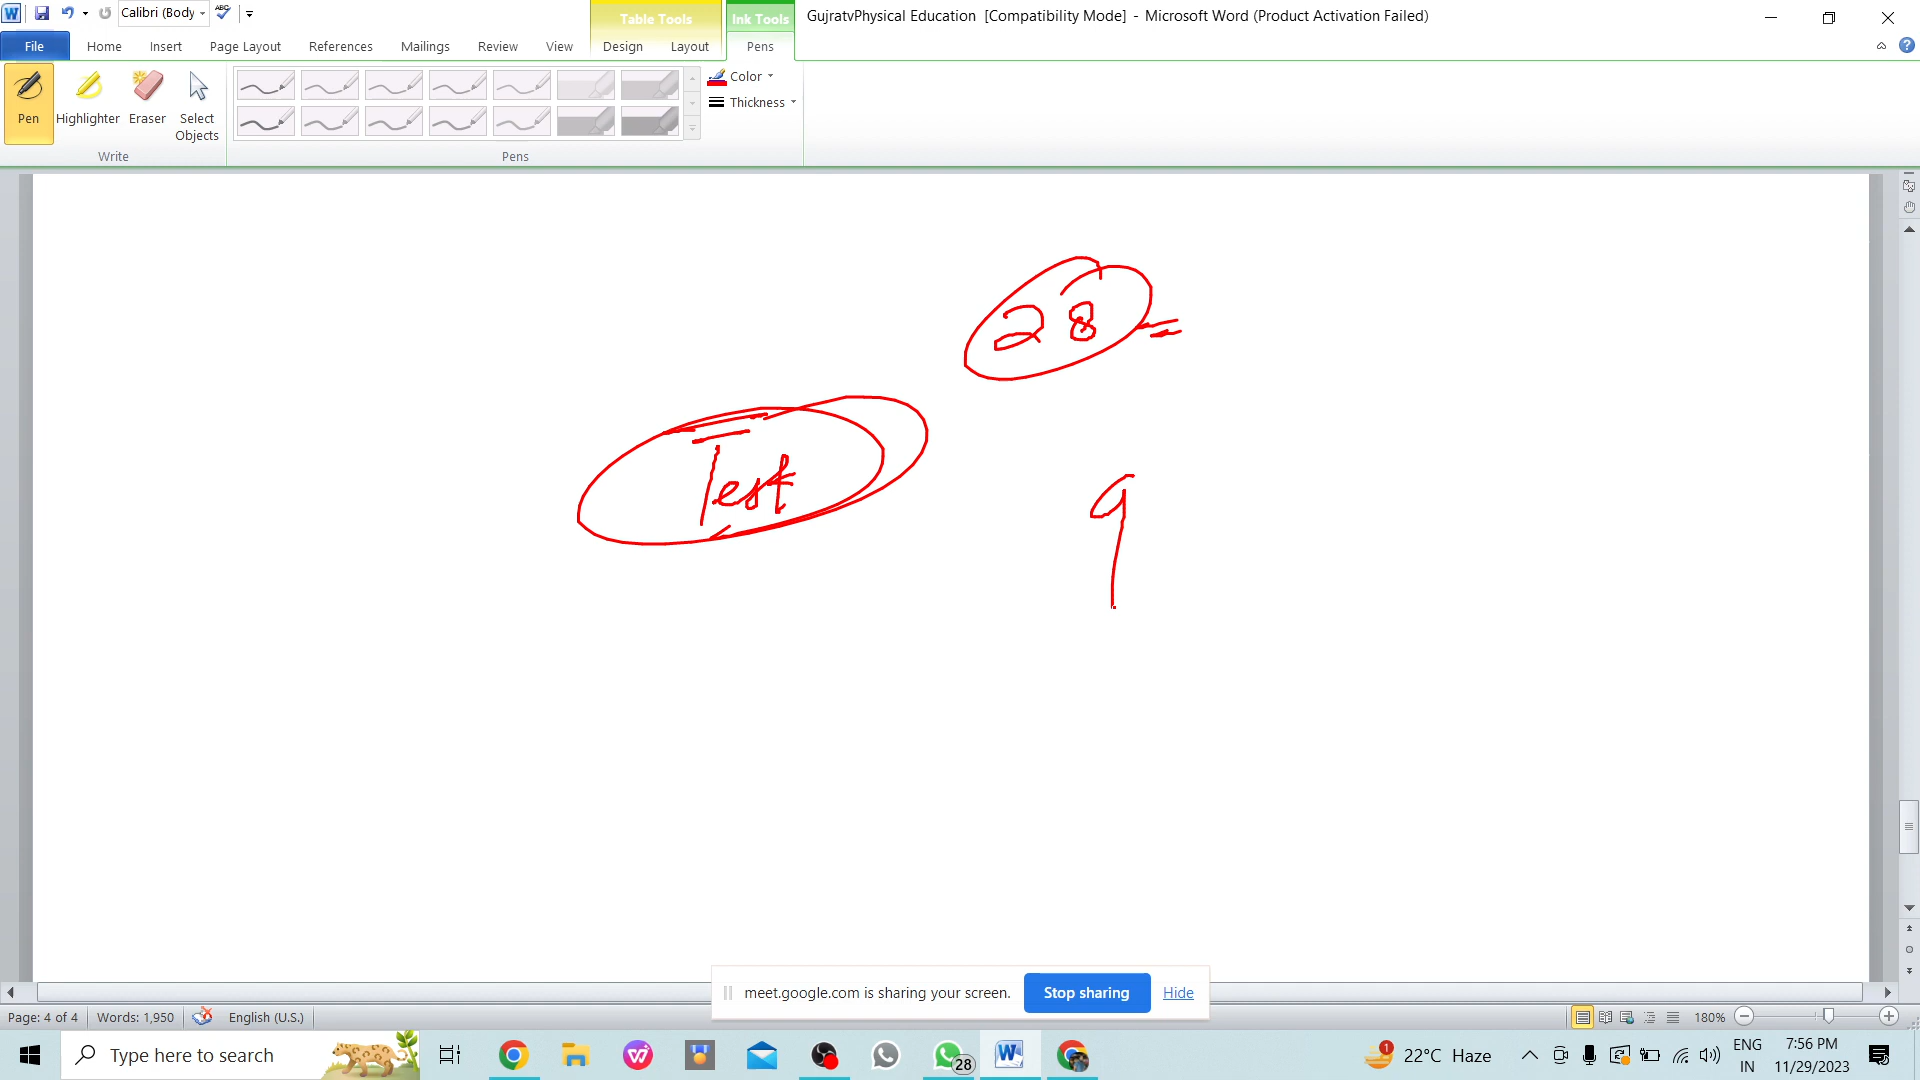 Calibri (Body
ABC
Table Tools
Ink Tools
GujratvPhysical Education [Compatibility Mode] - Microsoft Word (Product Activation Failed)
File Home Insert Page Layout References Mailings Review View Design Layout Pens
Pen Highlighter Eraser Select Objects
Color
Thickness
Write Pens
28=
Test
9
meet.google.com is sharing your screen. Stop sharing Hide
Page: 4 of 4 Words: 1,950 English (U.S.) 180%
Type here to search 28 1 22°C Haze ENG IN 7:56 PM 11/29/2023